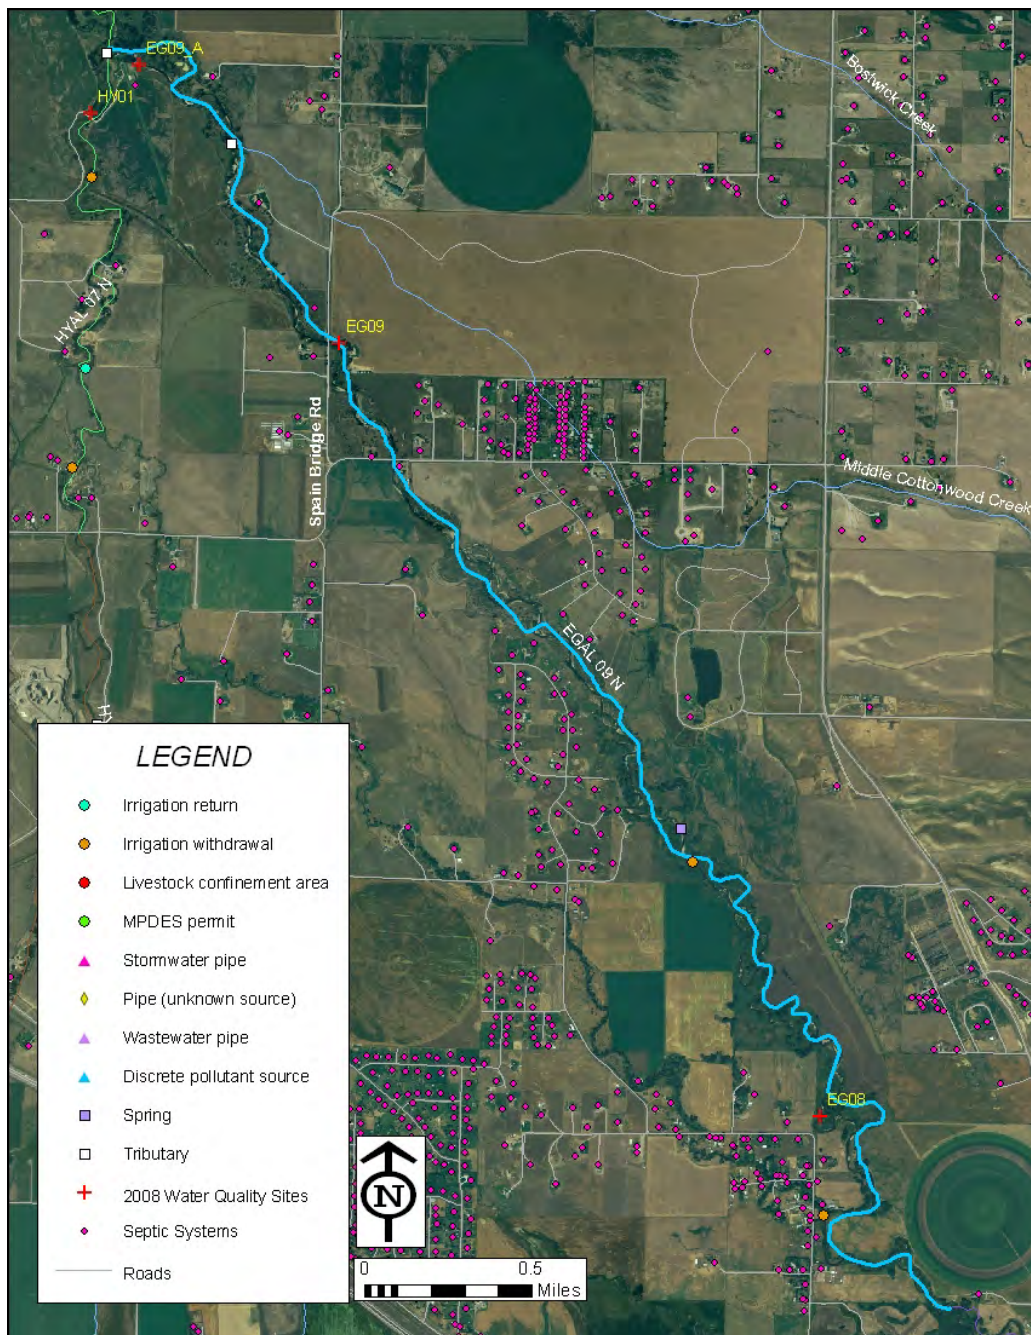 EG09_A
HY01
Bostwick Creek
HYAL 07 N
EG09
Spain Bridge Rd
Middle Cottonwood Creek
EGAL 09 N
EG08
LEGEND
Irrigation return
Irrigation withdrawal
Livestock confinement area
MPDES permit
Stormwater pipe
Pipe (unknown source)
Wastewater pipe
Discrete pollutant source
Spring
Tributary
2008 Water Quality Sites
Septic Systems
Roads
N
0 0.5
Miles